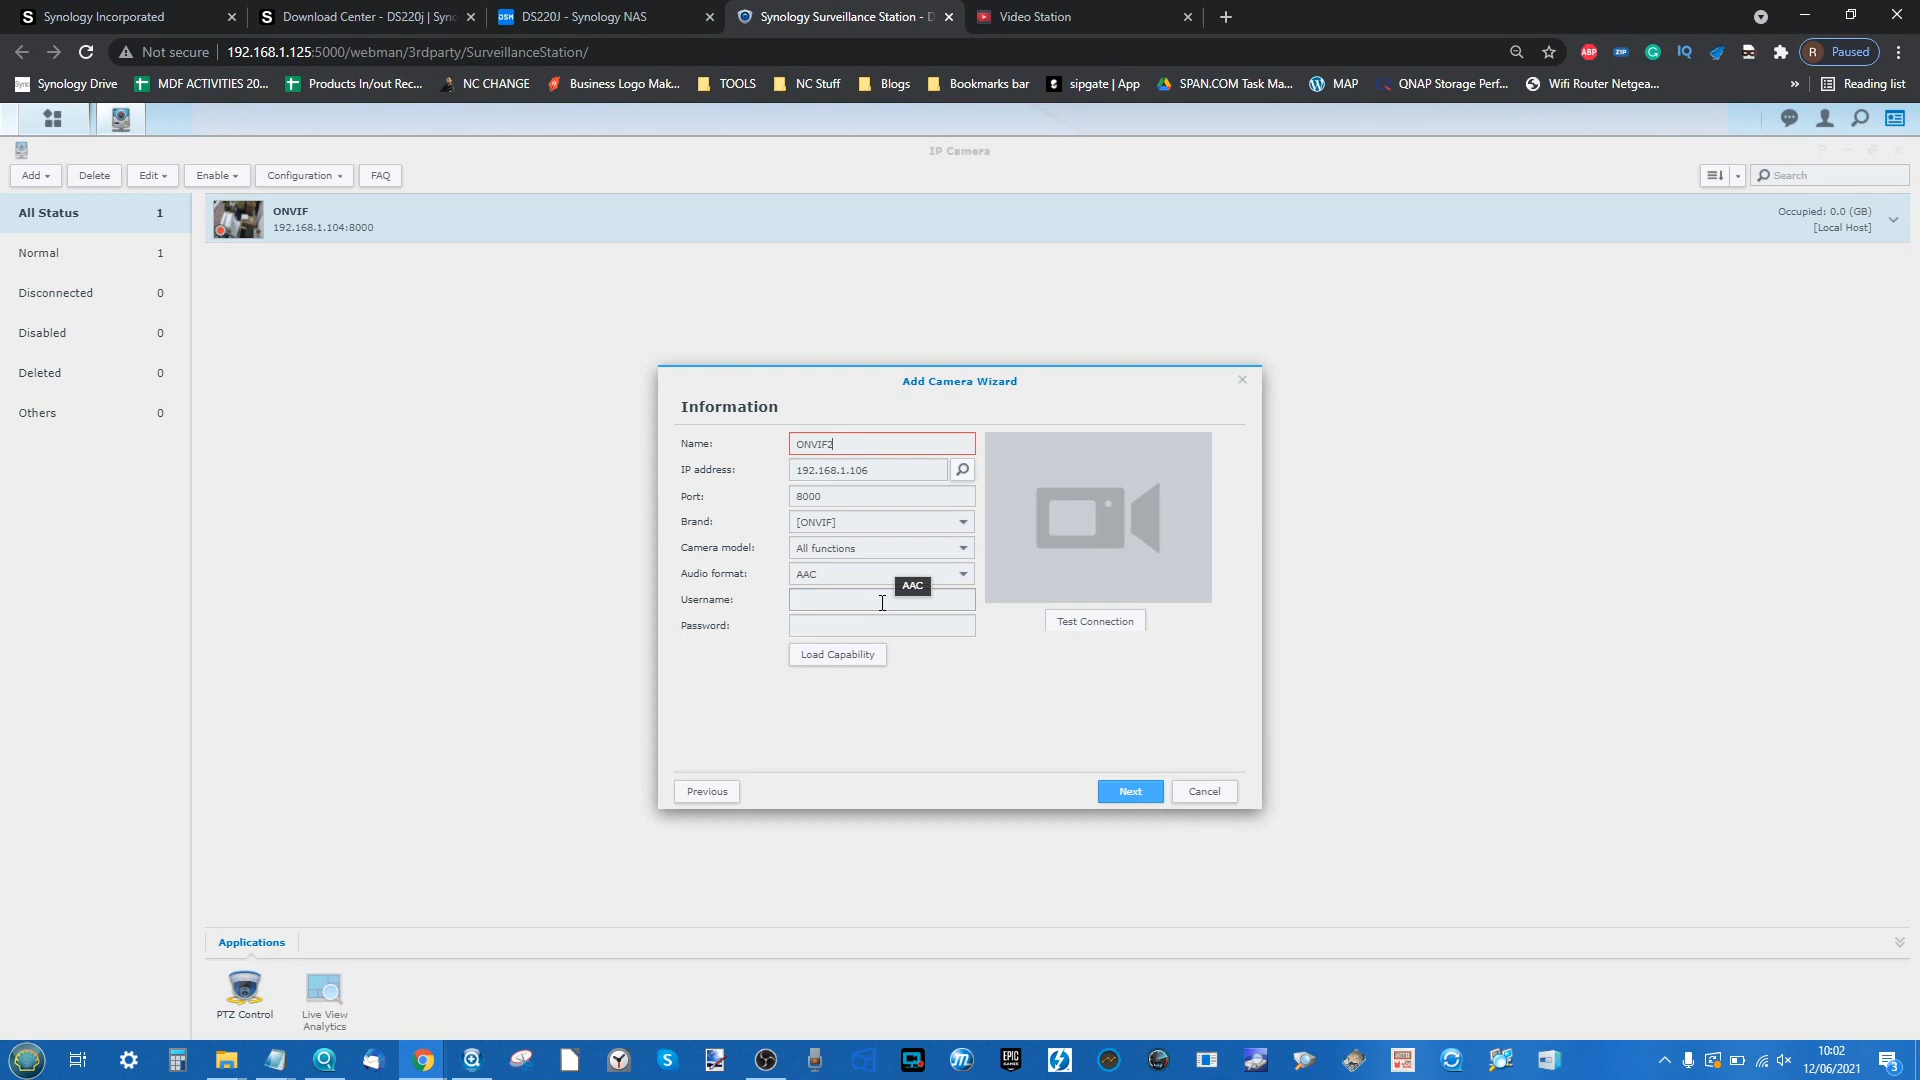 Synology Incorporated
Download Center - DS220j | Syno
DS220J - Synology NAS
Synology Surveillance Station - D
Video Station
Not secure
192.168.1.125:5000/webman/3rdparty/SurveillanceStation/
ABP
ZIP
IQ
R
Paused
Synology Drive
MDF ACTIVITIES 20...
Products In/out Rec...
NC CHANGE
Business Logo Mak...
TOOLS
NC Stuff
Blogs
Bookmarks bar
sipgate | App
SPAN.COM Task Ma...
MAP
QNAP Storage Perf...
Wifi Router Netgea...
»
Reading list
IP Camera
Add
Delete
Edit
Enable
Configuration
FAQ
Search
All Status 1
Normal 1
Disconnected 0
Disabled 0
Deleted 0
Others 0
ONVIF
192.168.1.104:8000
Occupied: 0.0 (GB)
[Local Host]
Add Camera Wizard
Information
Name: ONVIF2
IP address: 192.168.1.106
Port: 8000
Brand: [ONVIF]
Camera model: All functions
Audio format: AAC
AAC
Username:
Password:
Load Capability
Test Connection
Previous
Next
Cancel
Applications
PTZ Control
Live View
Analytics
10:02
12/06/2021
3